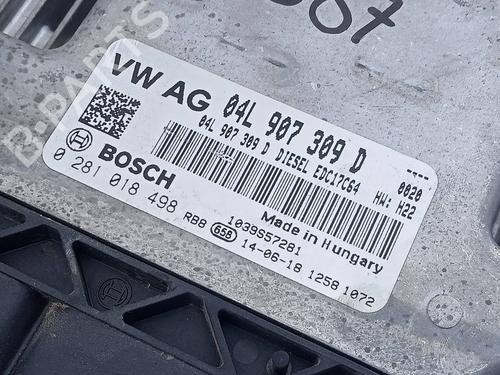 VW AG 04L 907 309 D
04L 907 309 D DIESEL EDC17C64
0020
HW: H22
BOSCH
0 281 018 498
Made in Hungary
1039S57281
RBB 658 14-06-18 1258 1072
B-PARTS